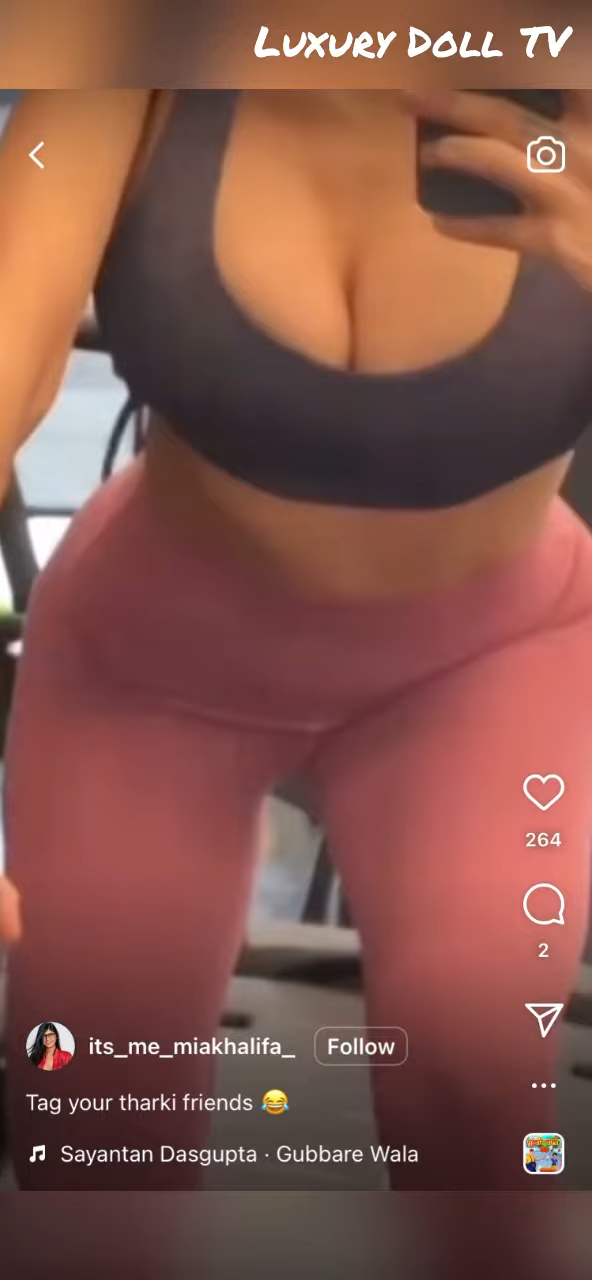 LUXURY DOLL TV
264
2
its_me_miakhalifa_ Follow
Tag your tharki friends 😂
Sayantan Dasgupta · Gubbare Wala